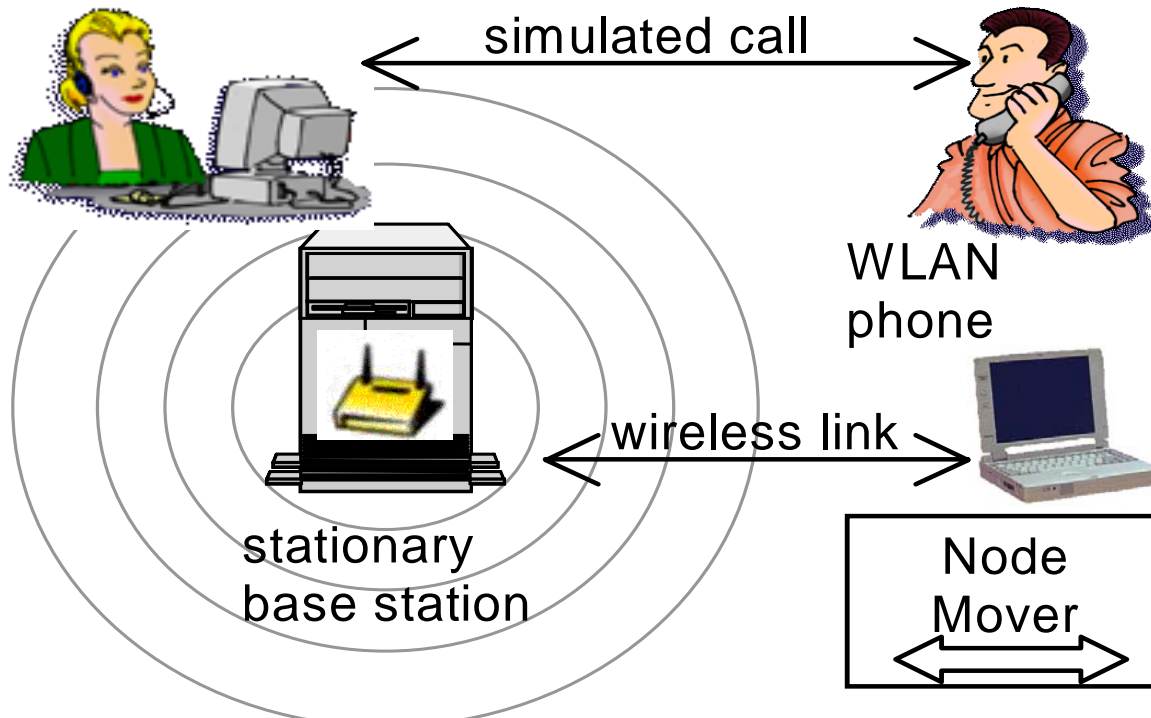 simulated call
WLAN
phone
wireless link
stationary
base station
Node
Mover